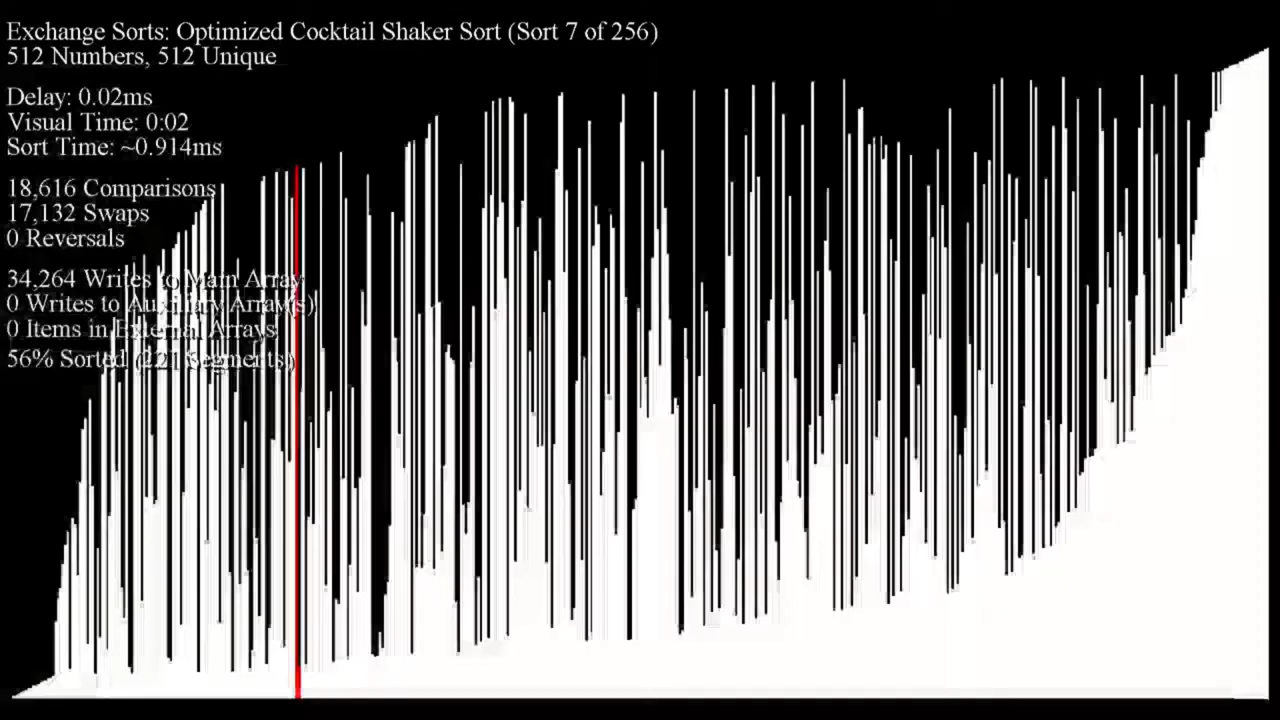 Exchange Sorts: Optimized Cocktail Shaker Sort (Sort 7 of 256)
512 Numbers, 512 Unique
Delay: 0.02ms
Visual Time: 0:02
Sort Time: ~0.914ms
18,616 Comparisons
17,132 Swaps
0 Reversals
34,264 Writes to Main Array
0 Writes to Auxiliary Array(s)
0 Items in External Arrays
56% Sorted (221 Segments)